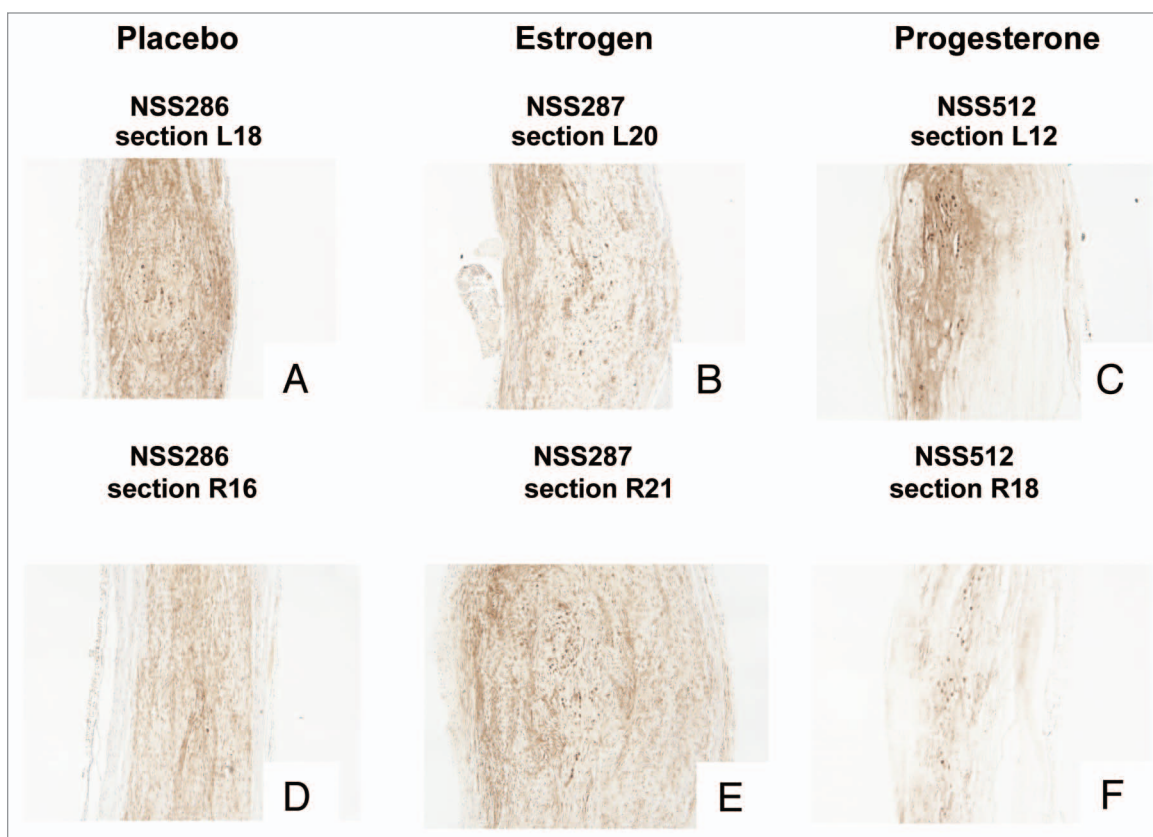 Placebo
Estrogen
Progesterone
NSS286
section L18
NSS287
section L20
NSS512
section L12
A
B
C
NSS286
section R16
NSS287
section R21
NSS512
section R18
D
E
F